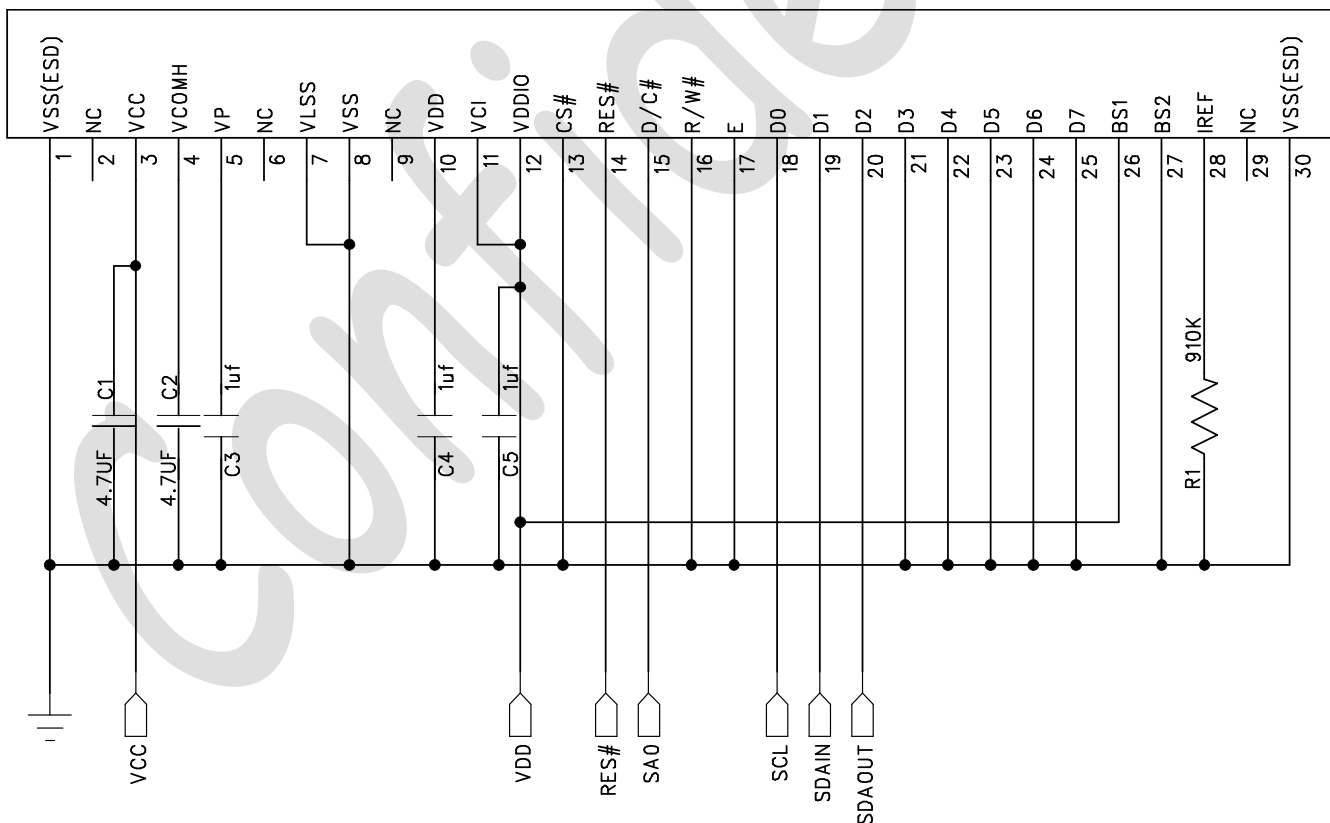 VSS(ESD)
NC
VCC
VCOMH
VP
NC
VLSS
VSS
NC
VDD
VCI
VDDIO
CS#
RES#
D/C#
R/W#
E
D0
D1
D2
D3
D4
D5
D6
D7
BS1
BS2
IREF
NC
VSS(ESD)
1
2
3
4
5
6
7
8
9
10
11
12
13
14
15
16
17
18
19
20
21
22
23
24
25
26
27
28
29
30
4.7UF C1
4.7UF C2
C3 1uf
C4 1uf
C5 1uf
R1 910K
VCC
VDD
RES#
SA0
SCL
SDAIN
SDAOUT
Confide